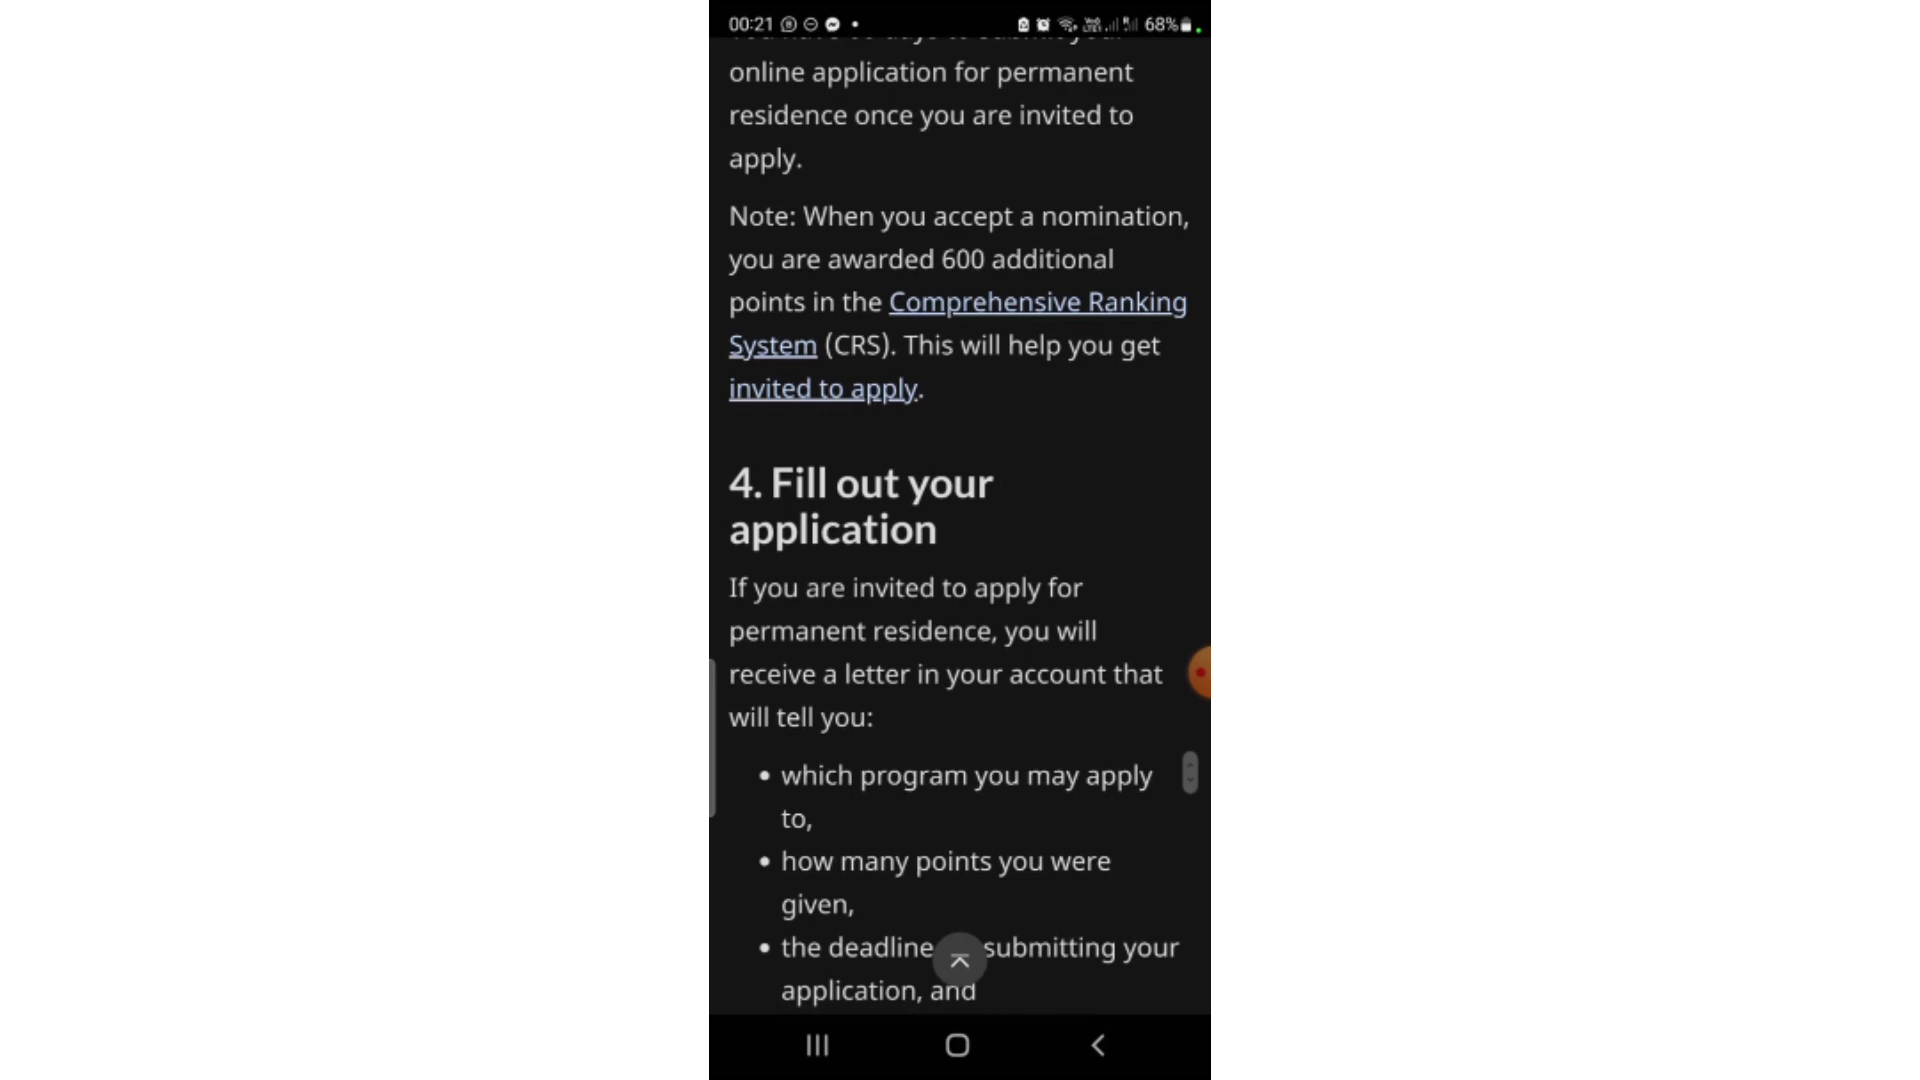 00:21
68%
online application for permanent
residence once you are invited to
apply.
Note: When you accept a nomination,
you are awarded 600 additional
points in the Comprehensive Ranking
System (CRS). This will help you get
invited to apply.
4. Fill out your
application
If you are invited to apply for
permanent residence, you will
receive a letter in your account that
will tell you:
• which program you may apply
to,
• how many points you were
given,
• the deadline submitting your
application, and